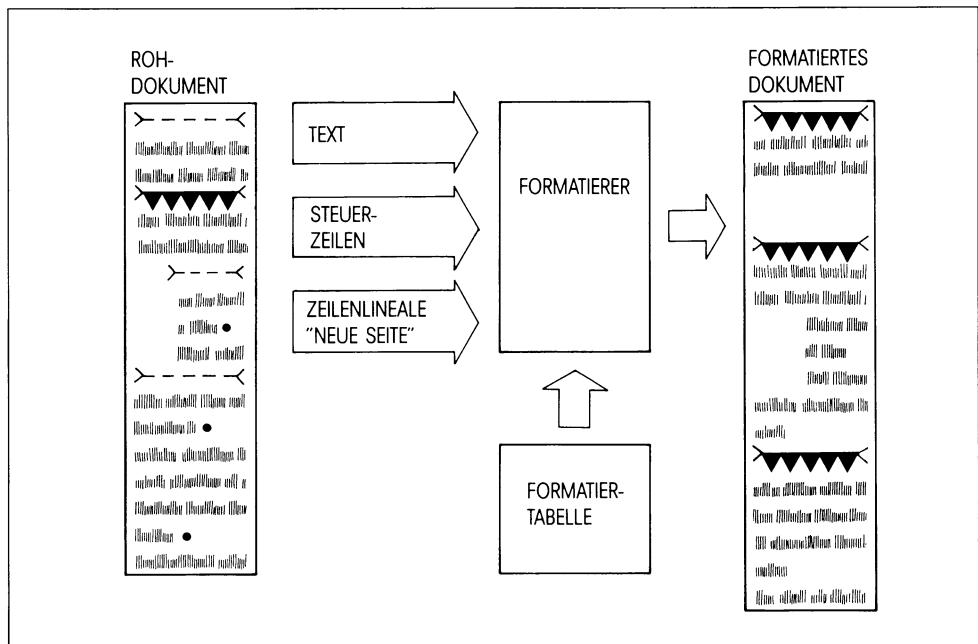 ROH-
DOKUMENT
TEXT
STEUER-
ZEILEN
ZEILENLINEALE
"NEUE SEITE"
FORMATIERER
FORMATIER-
TABELLE
FORMATIERTES
DOKUMENT